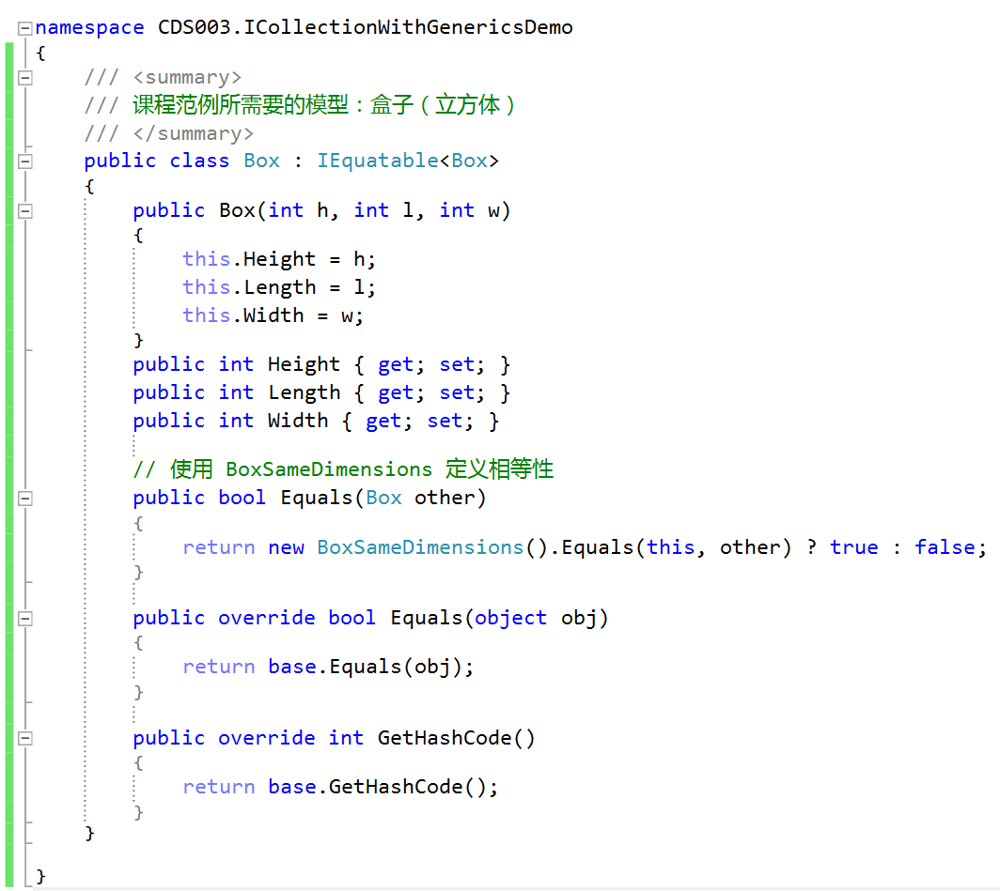 namespace CDS003.ICollectionWithGenericsDemo
{
    /// <summary>
    /// 课程范例所需要的模型：盒子（立方体）
    /// </summary>
    public class Box : IEquatable<Box>
    {
        public Box(int h, int l, int w)
        {
            this.Height = h;
            this.Length = l;
            this.Width = w;
        }
        public int Height { get; set; }
        public int Length { get; set; }
        public int Width { get; set; }

        // 使用 BoxSameDimensions 定义相等性
        public bool Equals(Box other)
        {
            return new BoxSameDimensions().Equals(this, other) ? true : false;
        }

        public override bool Equals(object obj)
        {
            return base.Equals(obj);
        }

        public override int GetHashCode()
        {
            return base.GetHashCode();
        }
    }

}